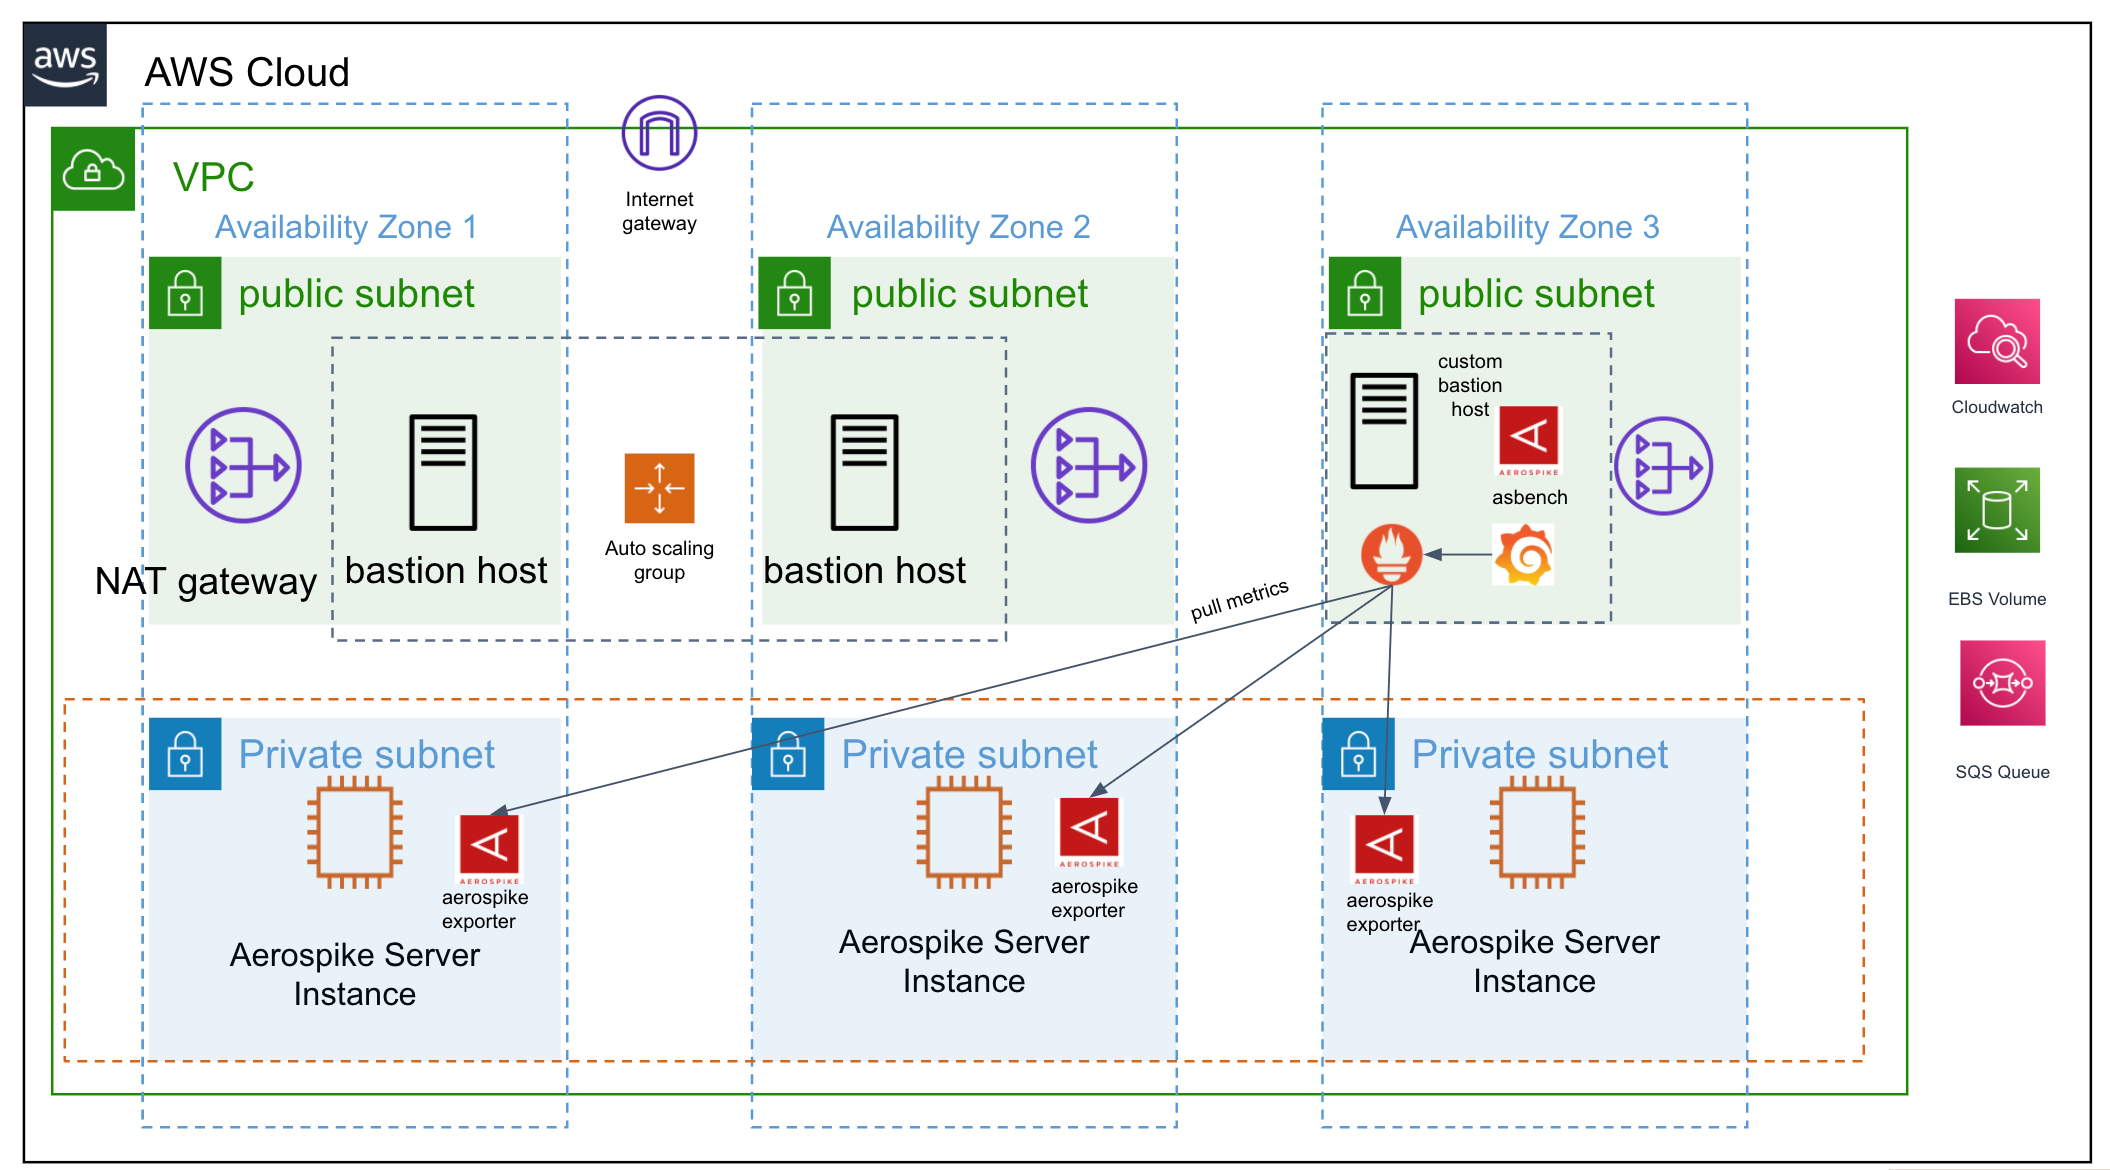 aws
AWS Cloud
VPC
Internet
gateway
Availability Zone 1
Availability Zone 2
Availability Zone 3
public subnet
public subnet
public subnet
NAT gateway
bastion host
Auto scaling
group
bastion host
custom
bastion
host
AEROSPIKE
asbench
pull metrics
Cloudwatch
EBS Volume
SQS Queue
Private subnet
AEROSPIKE
aerospike
exporter
Aerospike Server
Instance
Private subnet
AEROSPIKE
aerospike
exporter
Aerospike Server
Instance
Private subnet
AEROSPIKE
aerospike
exporter
Aerospike Server
Instance